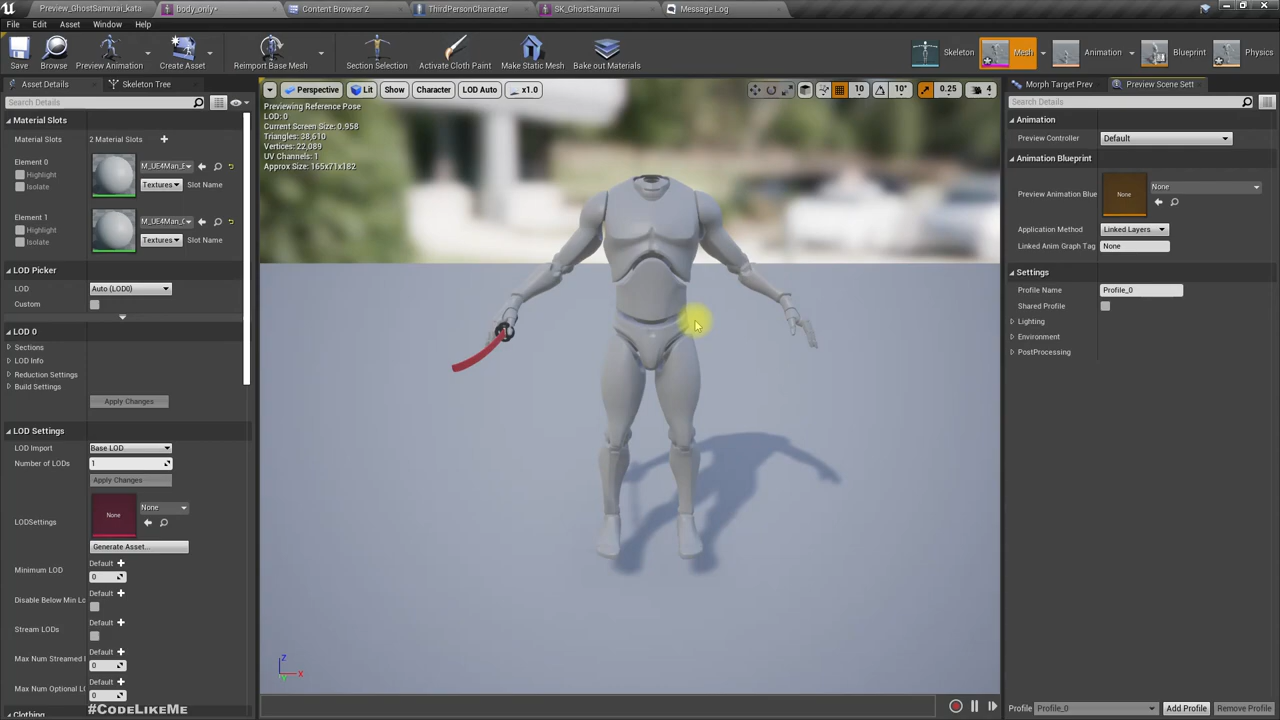 Preview_GhostSamurai_kata
body_only*
Content Browser 2
ThirdPersonCharacter
SK_GhostSamurai
Message Log
File Edit Asset Window Help
Save
Browse
Preview Animation
Create Asset
Reimport Base Mesh
Section Selection
Activate Cloth Paint
Make Static Mesh
Bake out Materials
Skeleton
Mesh
Animation
Blueprint
Physics
Asset Details
Skeleton Tree
Search Details
Material Slots
Material Slots 2 Material Slots
Element 0
Highlight
Isolate
M_UE4Man_
Textures
Slot Name
Element 1
Highlight
Isolate
M_UE4Man_
Textures
Slot Name
LOD Picker
LOD Auto (LOD0)
Custom
LOD 0
Sections
LOD Info
Reduction Settings
Build Settings
Apply Changes
LOD Settings
LOD Import Base LOD
Number of LODs 1
Apply Changes
LODSettings
None
None
Generate Asset...
Default
Minimum LOD
0
Default
Disable Below Min Lo
Default
Stream LODs
Default
Max Num Streamed
0
Default
Max Num Optional LO
0
Clothing
#CodeLikeMe
Perspective
Lit
Show
Character
LOD Auto
x1.0
10
10°
0.25
4
Previewing Reference Pose
LOD: 0
Current Screen Size: 0.958
Triangles: 38,610
Vertices: 22,089
UV Channels: 1
Approx Size: 165x71x182
Z
X
Y
Morph Target Prev
Preview Scene Sett
Search Details
Animation
Preview Controller Default
Animation Blueprint
Preview Animation Blue
None
None
Application Method Linked Layers
Linked Anim Graph Tag None
Settings
Profile Name Profile_0
Shared Profile
Lighting
Environment
PostProcessing
Profile Profile_0 Add Profile Remove Profile